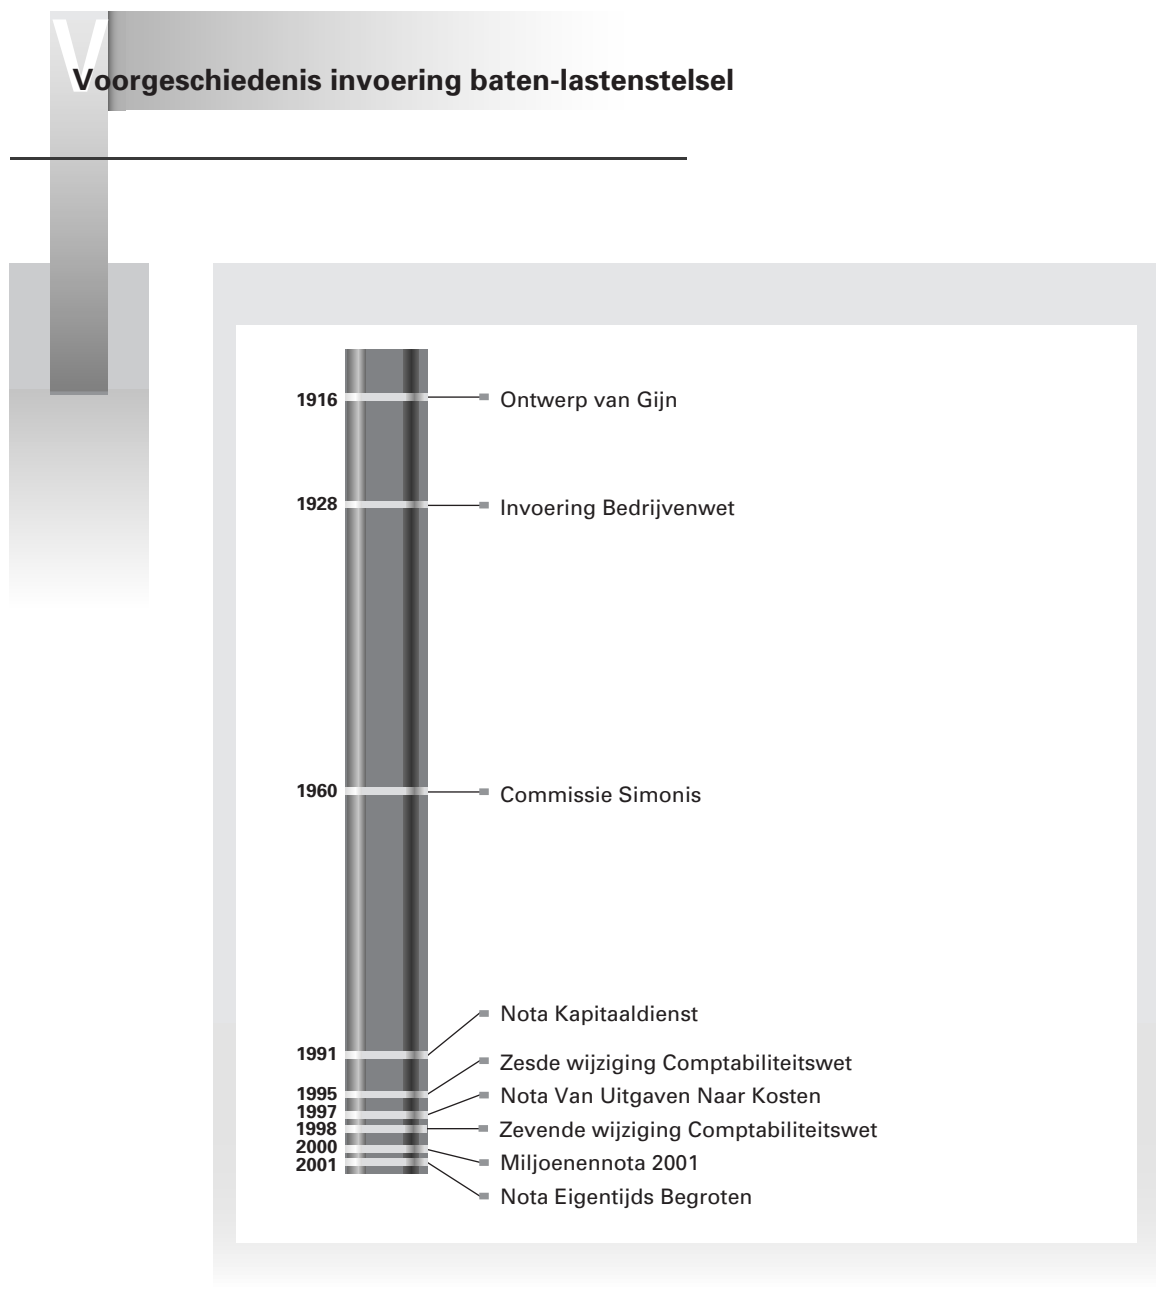 V
Voorgeschiedenis invoering baten-lastenstelsel
1916 Ontwerp van Gijn
1928 Invoering Bedrijvenwet
1960 Commissie Simonis
1991 Nota Kapitaaldienst
1995 Zesde wijziging Comptabiliteitswet
1997 Nota Van Uitgaven Naar Kosten
1998 Zevende wijziging Comptabiliteitswet
2000 Miljoenennota 2001
2001 Nota Eigentijds Begroten